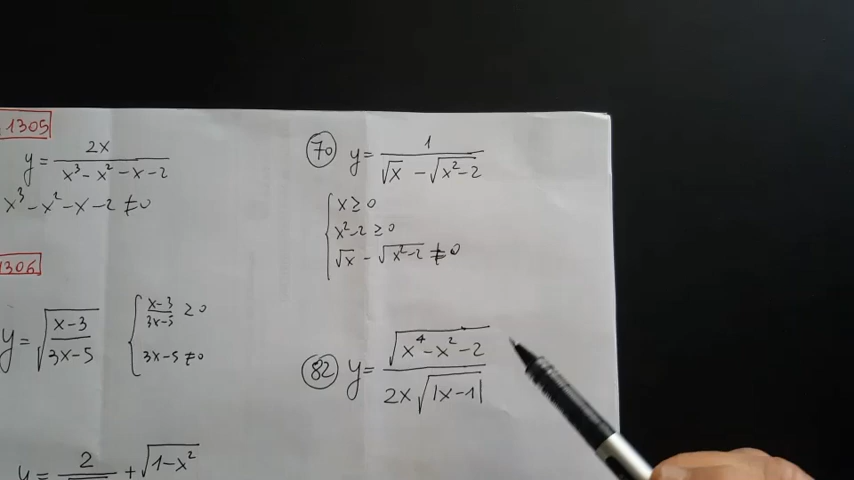 1305
y = 2x / (x³ - x² - x - 2)
x³ - x² - x - 2 ≠ 0
1306
y = √((x-3)/(3x-5)) { (x-3)/(3x-5) ≥ 0
3x-5 ≠ 0
+ √(1-x²)
70 y = 1 / (√x - √(x²-2))
{ x ≥ 0
x²-2 ≥ 0
√x - √(x²-2) ≠ 0
82 y = √(x⁴ - x² - 2) / (2x√|x-1|)